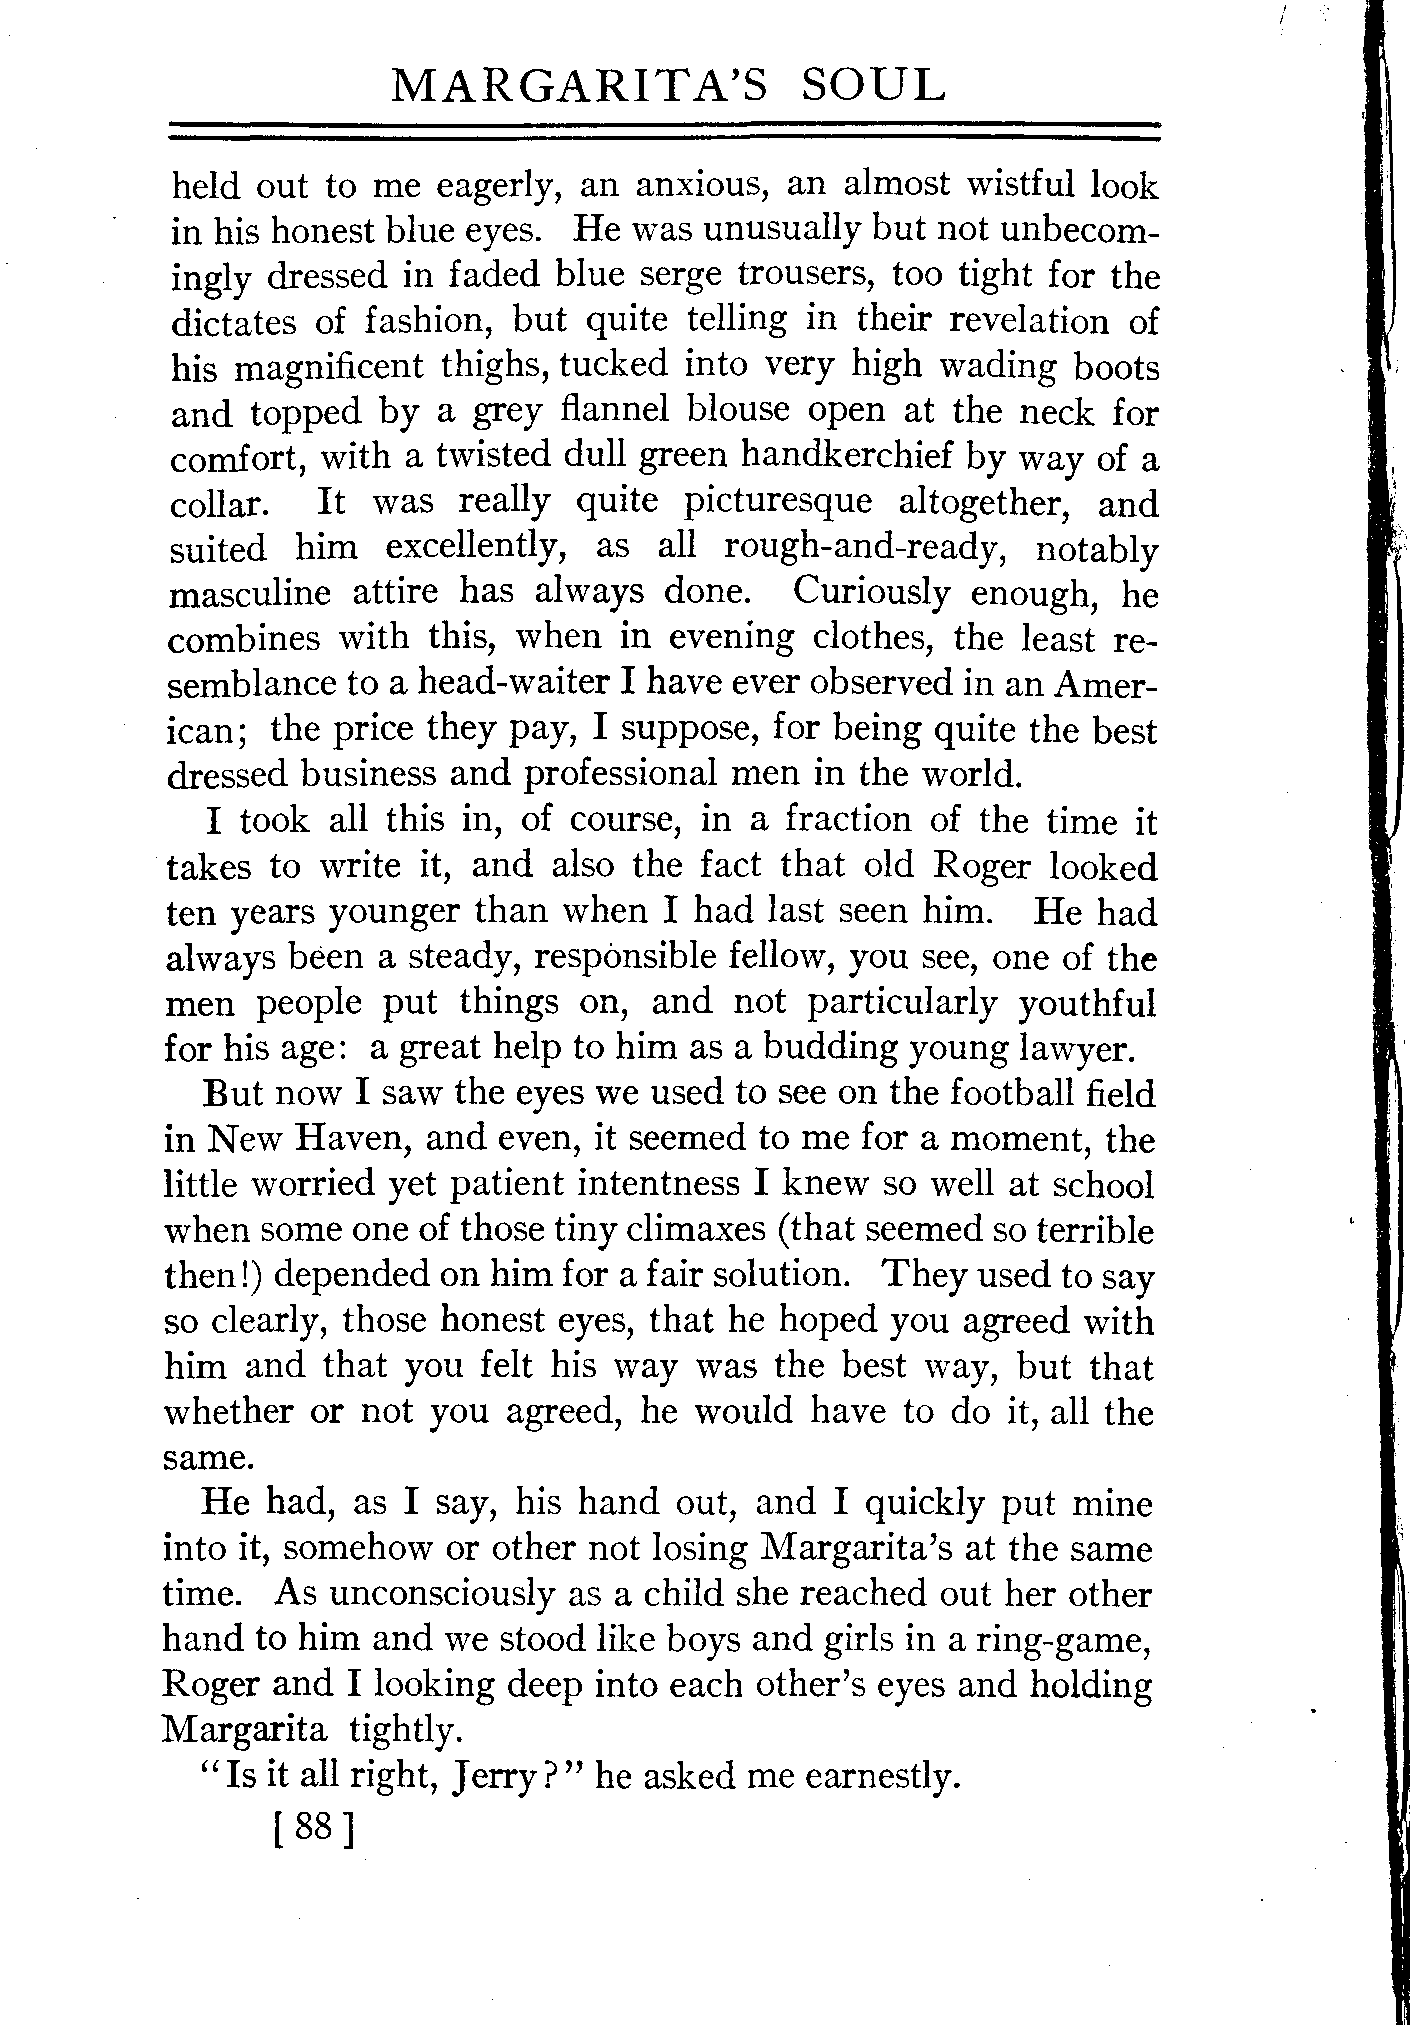 MARGARITA'S SOUL
held out to me eagerly, an anxious, an almost wistful look
in his honest blue eyes. He was unusually but not unbecom-
ingly dressed in faded blue serge trousers, too tight for the
dictates of fashion, but quite telling in their revelation of
his magnificent thighs, tucked into very high wading boots
and topped by a grey flannel blouse open at the neck for
comfort, with a twisted dull green handkerchief by way of a
collar. It was really quite picturesque altogether, and
suited him excellently, as all rough-and-ready, notably
masculine attire has always done. Curiously enough, he
combines with this, when in evening clothes, the least re-
semblance to a head-waiter I have ever observed in an Amer-
ican; the price they pay, I suppose, for being quite the best
dressed business and professional men in the world.
I took all this in, of course, in a fraction of the time it
takes to write it, and also the fact that old Roger looked
ten years younger than when I had last seen him. He had
always been a steady, responsible fellow, you see, one of the
men people put things on, and not particularly youthful
for his age: a great help to him as a budding young lawyer.
But now I saw the eyes we used to see on the football field
in New Haven, and even, it seemed to me for a moment, the
little worried yet patient intentness I knew so well at school
when some one of those tiny climaxes (that seemed so terrible
then!) depended on him for a fair solution. They used to say
so clearly, those honest eyes, that he hoped you agreed with
him and that you felt his way was the best way, but that
whether or not you agreed, he would have to do it, all the
same.
He had, as I say, his hand out, and I quickly put mine
into it, somehow or other not losing Margarita's at the same
time. As unconsciously as a child she reached out her other
hand to him and we stood like boys and girls in a ring-game,
Roger and I looking deep into each other's eyes and holding
Margarita tightly.
"Is it all right, Jerry?" he asked me earnestly.
[ 88 ]